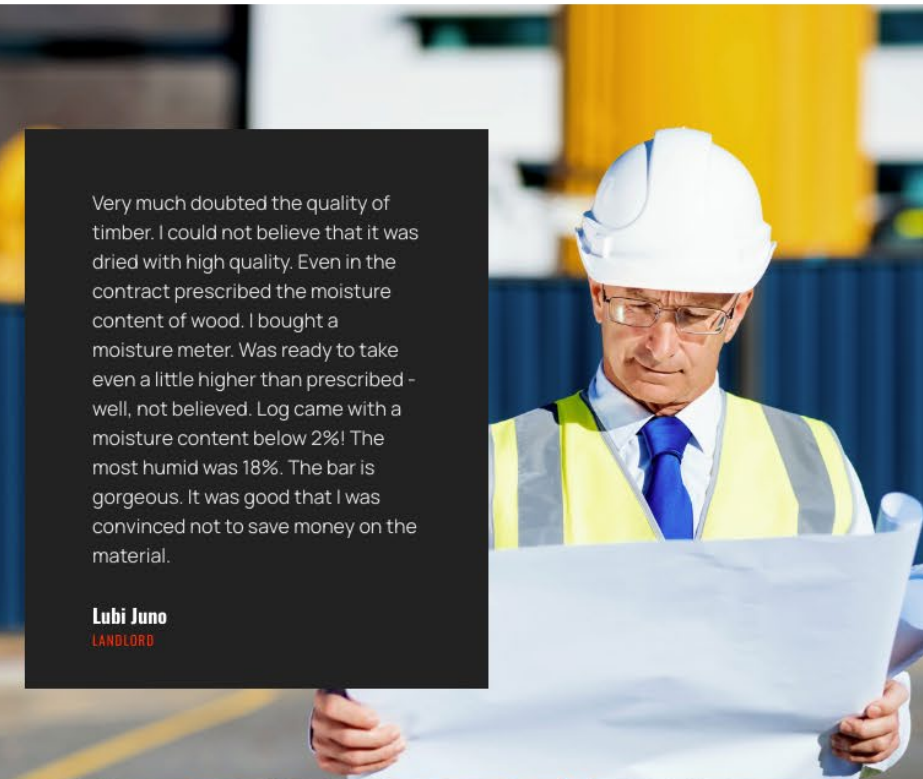 Very much doubted the quality of
timber. I could not believe that it was
dried with high quality. Even in the
contract prescribed the moisture
content of wood. I bought a
moisture meter. Was ready to take
even a little higher than prescribed -
well, not believed. Log came with a
moisture content below 2%! The
most humid was 18%. The bar is
gorgeous. It was good that I was
convinced not to save money on the
material.
Lubi Juno
LANDLORD